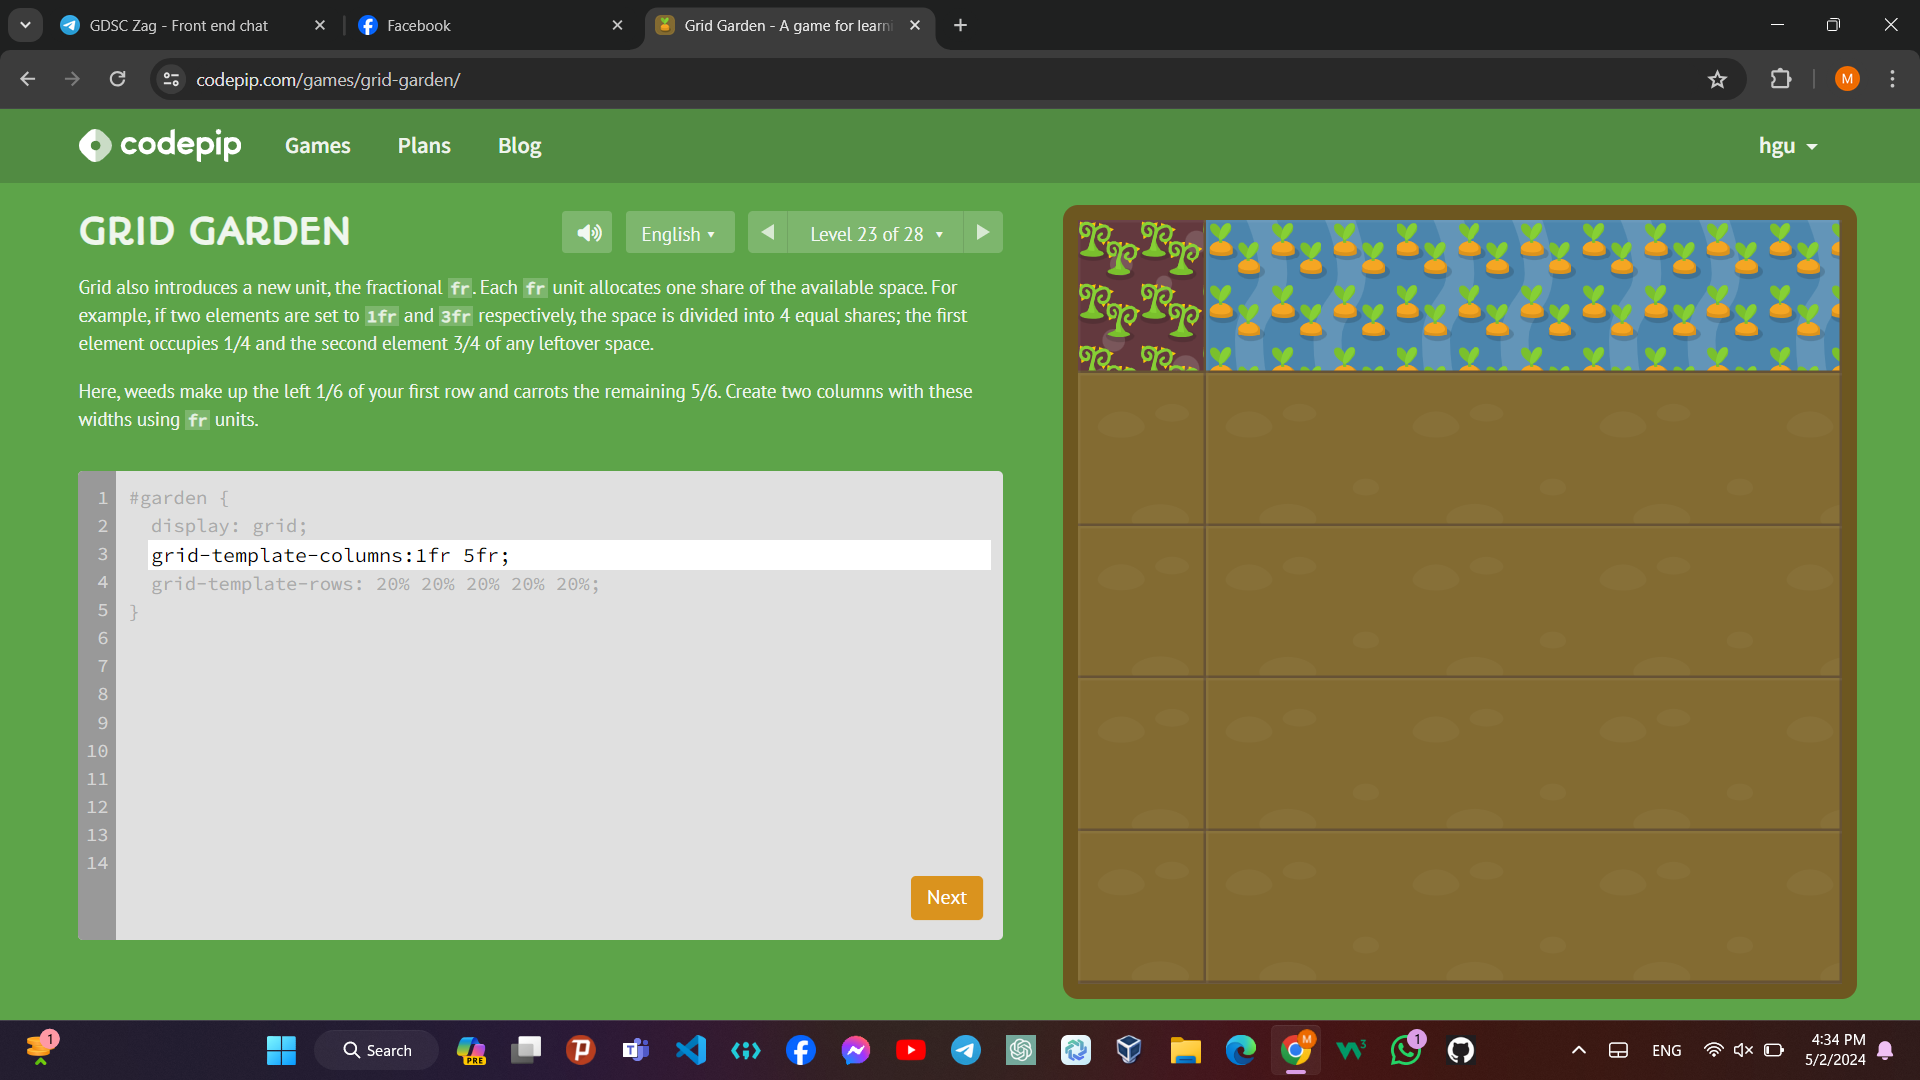 GDSC Zag - Front end chat
Facebook
Grid Garden - A game for learni
codepip.com/games/grid-garden/
M
codepip
Games
Plans
Blog
hgu
GRID GARDEN
English
Level 23 of 28
Grid also introduces a new unit, the fractional fr. Each fr unit allocates one share of the available space. For
example, if two elements are set to 1fr and 3fr respectively, the space is divided into 4 equal shares; the first
element occupies 1/4 and the second element 3/4 of any leftover space.
Here, weeds make up the left 1/6 of your first row and carrots the remaining 5/6. Create two columns with these
widths using fr units.
1 #garden {
2 display: grid;
3 grid-template-columns:1fr 5fr;
4 grid-template-rows: 20% 20% 20% 20% 20%;
5 }
6
7
8
9
10
11
12
13
14
Next
1
Search
PRE
M
3
1
ENG
4:34 PM
5/2/2024